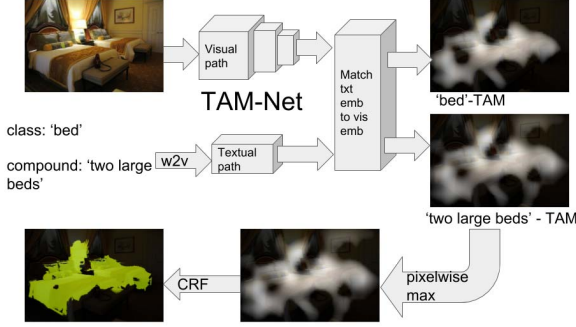 Visual
path
Match
txt
emb
to vis
emb
TAM-Net
'bed'-TAM
class: 'bed'
compound: 'two large
beds'
w2v
Textual
path
'two large beds' - TAM
CRF
pixelwise
max